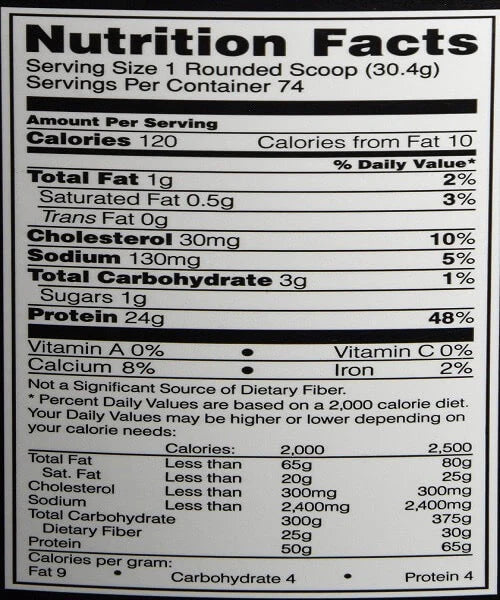 Nutrition Facts
Serving Size 1 Rounded Scoop (30.4g)
Servings Per Container 74
Amount Per Serving
Calories 120 Calories from Fat 10
% Daily Value*
Total Fat 1g 2%
Saturated Fat 0.5g 3%
Trans Fat 0g
Cholesterol 30mg 10%
Sodium 130mg 5%
Total Carbohydrate 3g 1%
Sugars 1g
Protein 24g 48%
Vitamin A 0% • Vitamin C 0%
Calcium 8% • Iron 2%
Not a Significant Source of Dietary Fiber.
* Percent Daily Values are based on a 2,000 calorie diet.
Your Daily Values may be higher or lower depending on
your calorie needs:
Calories: 2,000 2,500
Total Fat Less than 65g 80g
Sat. Fat Less than 20g 25g
Cholesterol Less than 300mg 300mg
Sodium Less than 2,400mg 2,400mg
Total Carbohydrate 300g 375g
Dietary Fiber 25g 30g
Protein 50g 65g
Calories per gram:
Fat 9 • Carbohydrate 4 • Protein 4